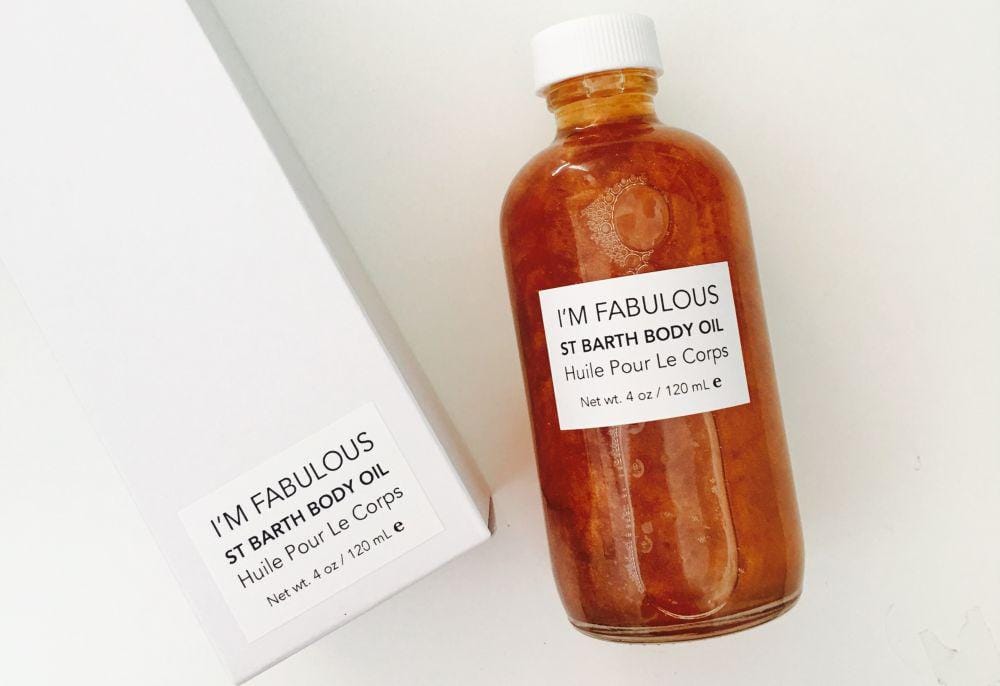 I'M FABULOUS
ST BARTH BODY OIL
Huile Pour Le Corps
Net wt. 4 oz / 120 mL e
I'M FABULOUS
ST BARTH BODY OIL
Huile Pour Le Corps
Net wt. 4 oz / 120 mL e